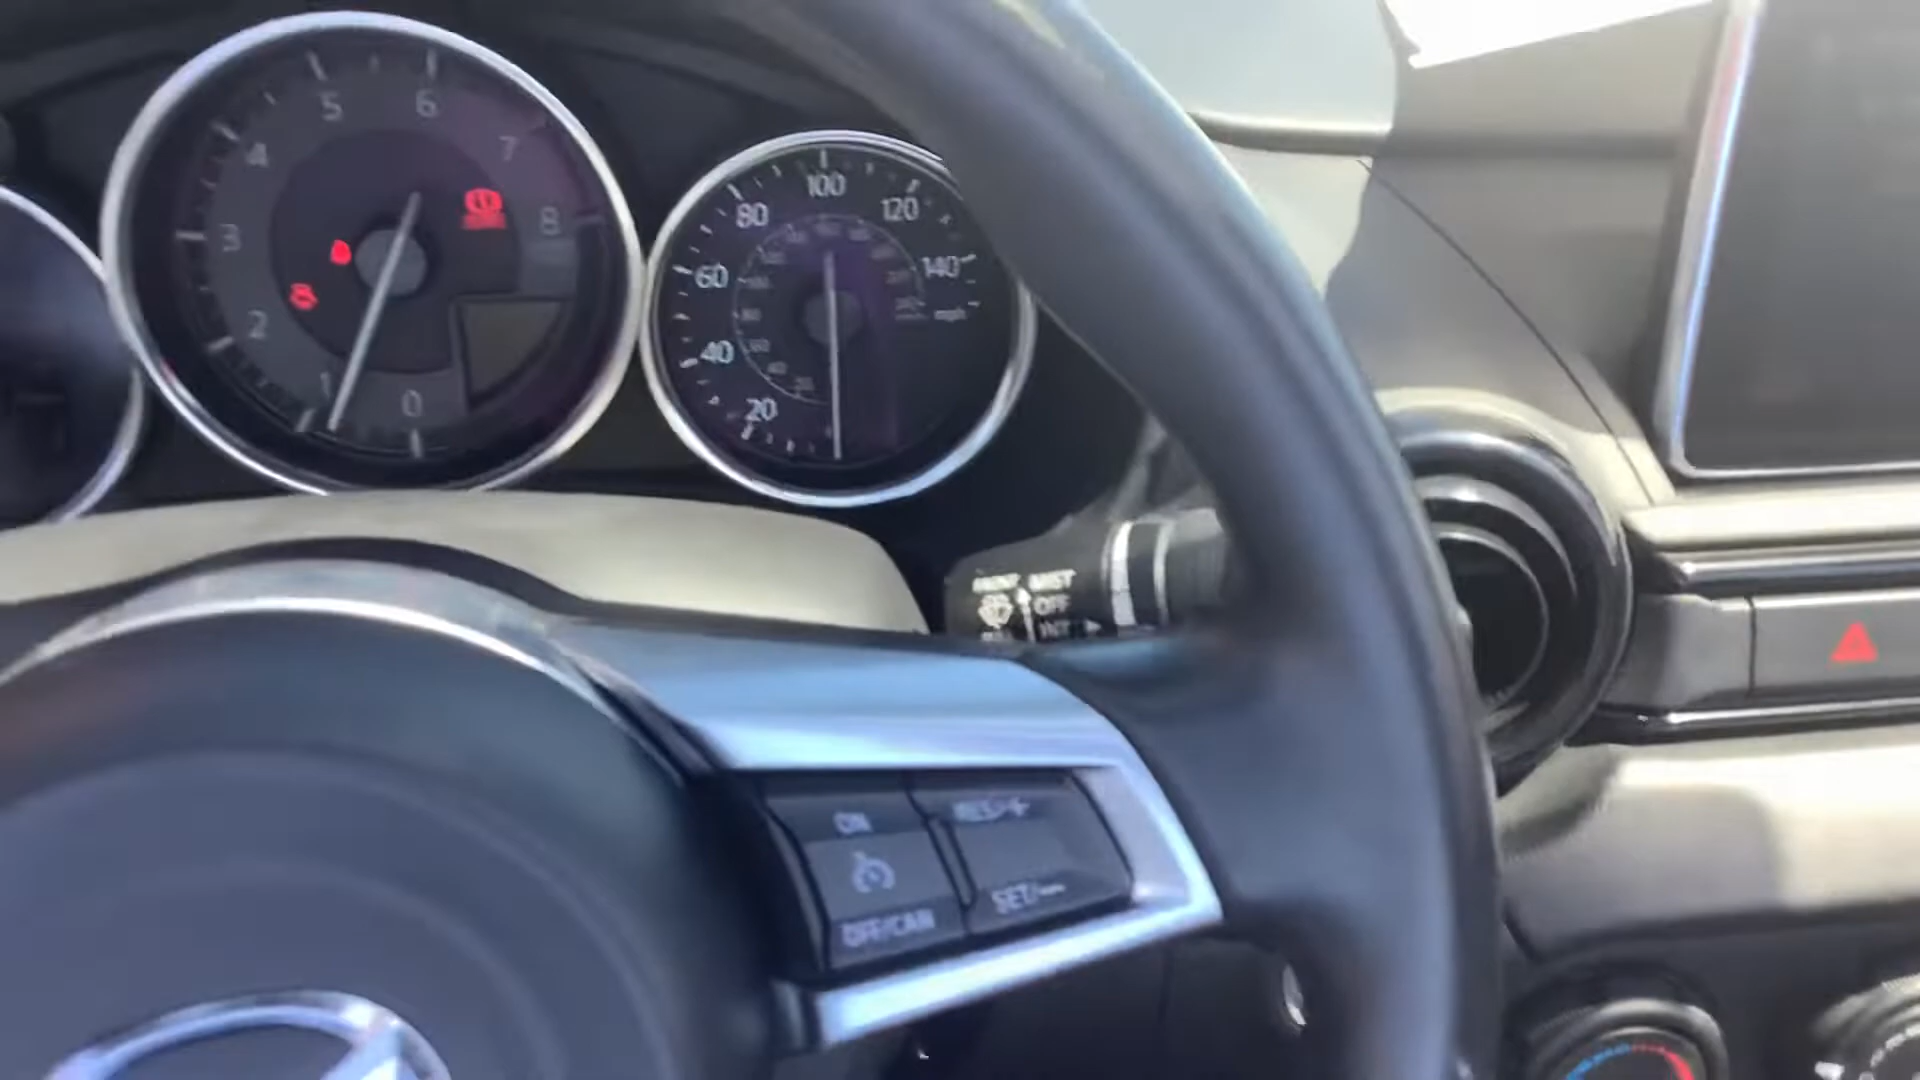 5 6
4 7
3 8
2
1 0
100
80 120
60 140
mph
40
20
FRONT MIST
OFF
INT
ON RES/+
OFF/CAN SET/—